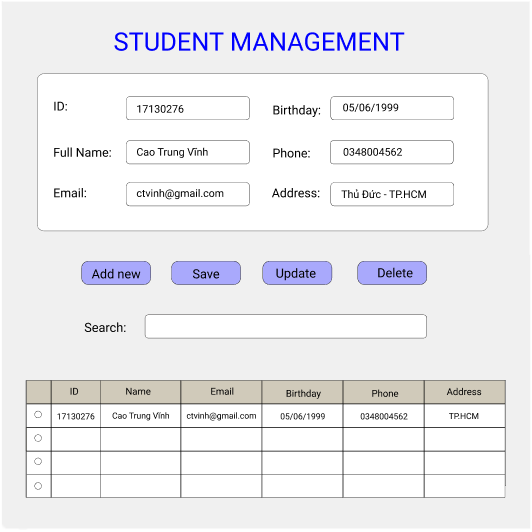 STUDENT MANAGEMENT
ID: 17130276 Birthday: 05/06/1999
Full Name: Cao Trung Vĩnh Phone: 0348004562
Email: ctvinh@gmail.com Address: Thủ Đức - TP.HCM
Add new Save Update Delete
Search:
ID Name Email Birthday Phone Address
17130276 Cao Trung Vĩnh ctvinh@gmail.com 05/06/1999 0348004562 TP.HCM